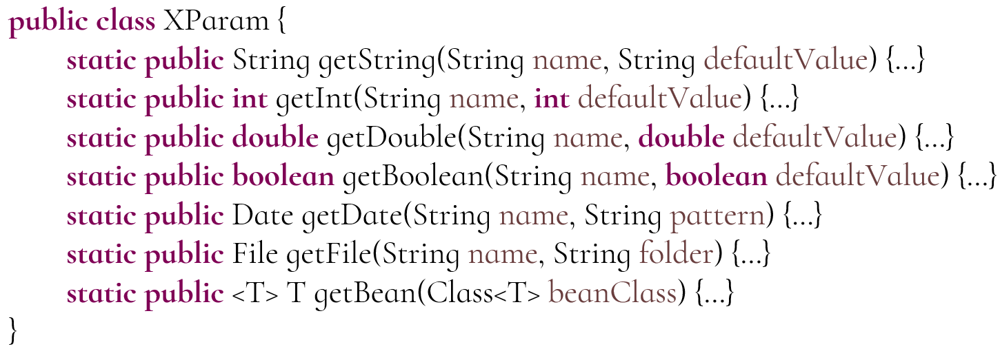 public class XParam {
static public String getString(String name, String defaultValue) {...}
static public int getInt(String name, int defaultValue) {...}
static public double getDouble(String name, double defaultValue) {...}
static public boolean getBoolean(String name, boolean defaultValue) {...}
static public Date getDate(String name, String pattern) {...}
static public File getFile(String name, String folder) {...}
static public <T> T getBean(Class<T> beanClass) {...}
}